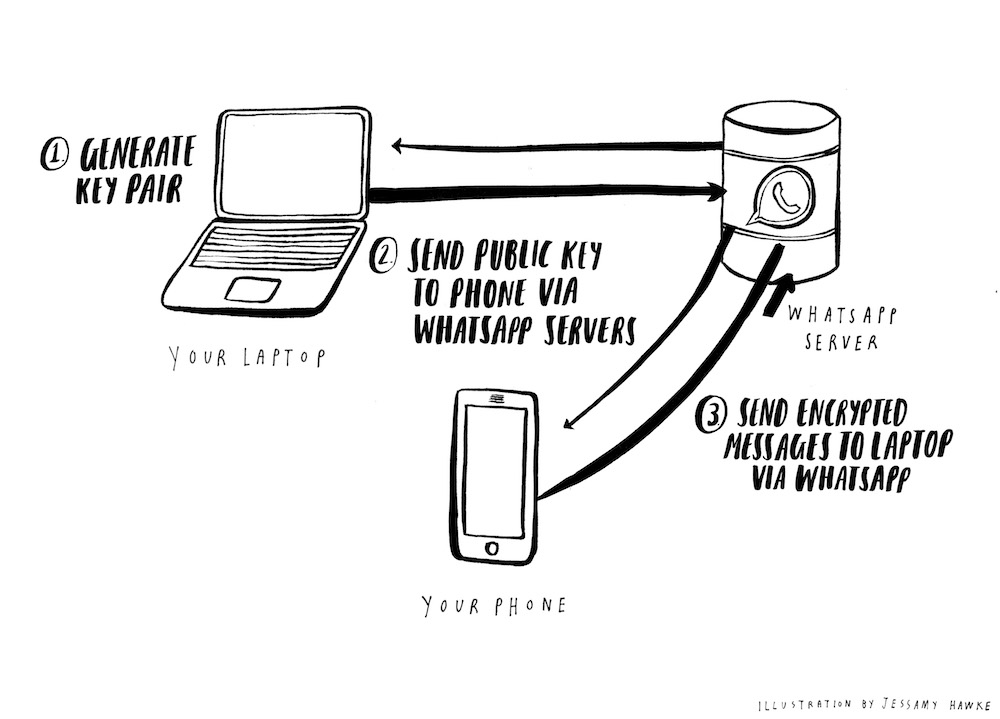 1. GENERATE
KEY PAIR
2. SEND PUBLIC KEY
TO PHONE VIA
WHATSAPP SERVERS
YOUR LAPTOP
WHATSAPP
SERVER
3. SEND ENCRYPTED
MESSAGES TO LAPTOP
VIA WHATSAPP
YOUR PHONE
ILLUSTRATION BY JESSAMY HAWKE